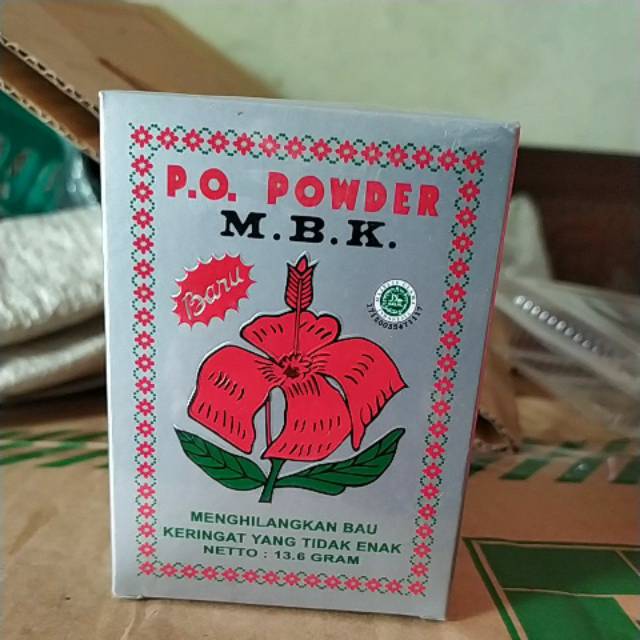 P.O. POWDER
M.B.K.
Baru
MENGHILANGKAN BAU
KERINGAT YANG TIDAK ENAK
NETTO : 13.6 GRAM